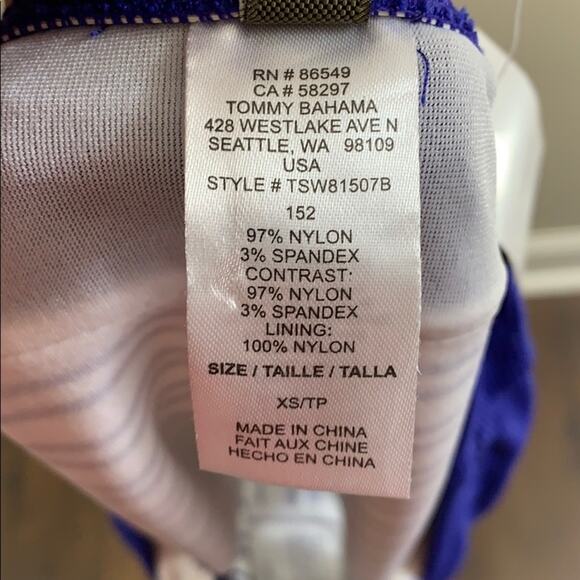 RN # 86549
CA # 58297
TOMMY BAHAMA
428 WESTLAKE AVE N
SEATTLE, WA 98109
USA
STYLE # TSW81507B
152
97% NYLON
3% SPANDEX
CONTRAST:
97% NYLON
3% SPANDEX
LINING:
100% NYLON
SIZE / TAILLE / TALLA
XS/TP
MADE IN CHINA
FAIT AUX CHINE
HECHO EN CHINA